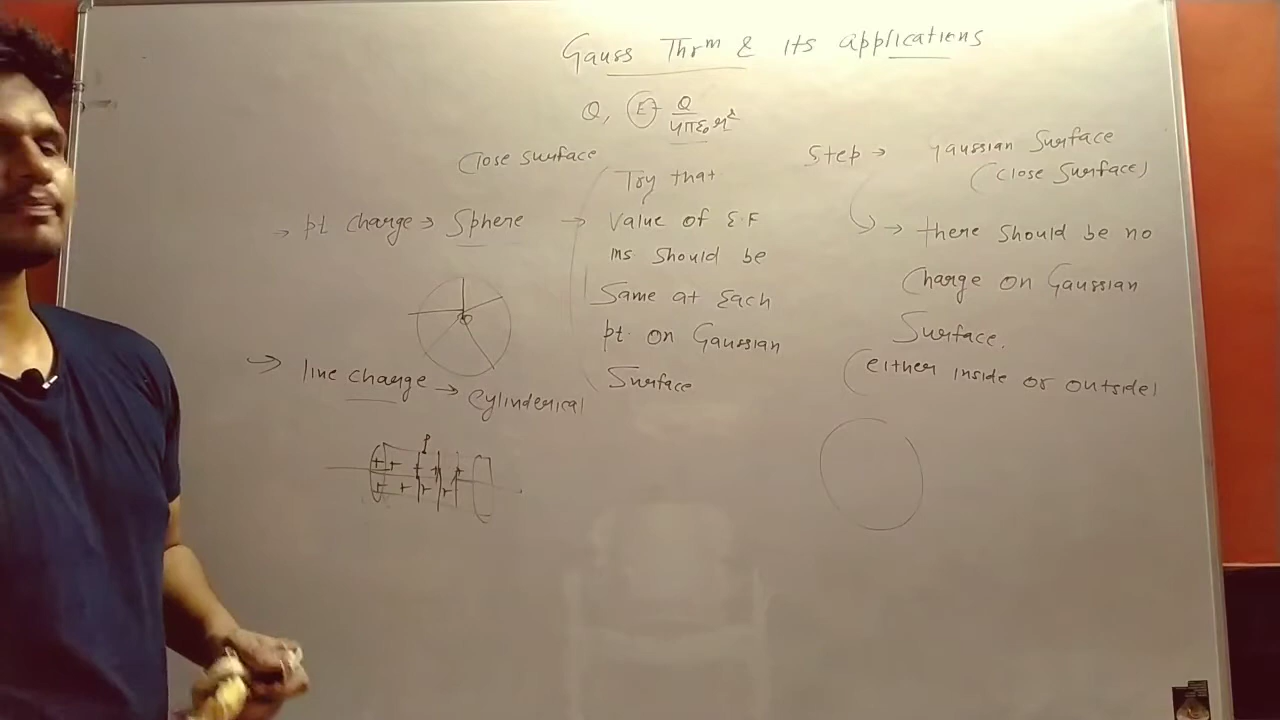 Gauss Thrm & its applications
Q, E = Q / 4πε₀r²
Close surface
Try that
value of E.F
ms should be
same at Each
pt. on Gaussian
Surface
→ pt charge → Sphere →
→ line charge → cylinderical
P
+ + + + +
+ + r r
Step → gaussian Surface
(close surface)
→ there should be no
charge on Gaussian
Surface.
(either inside or outside)